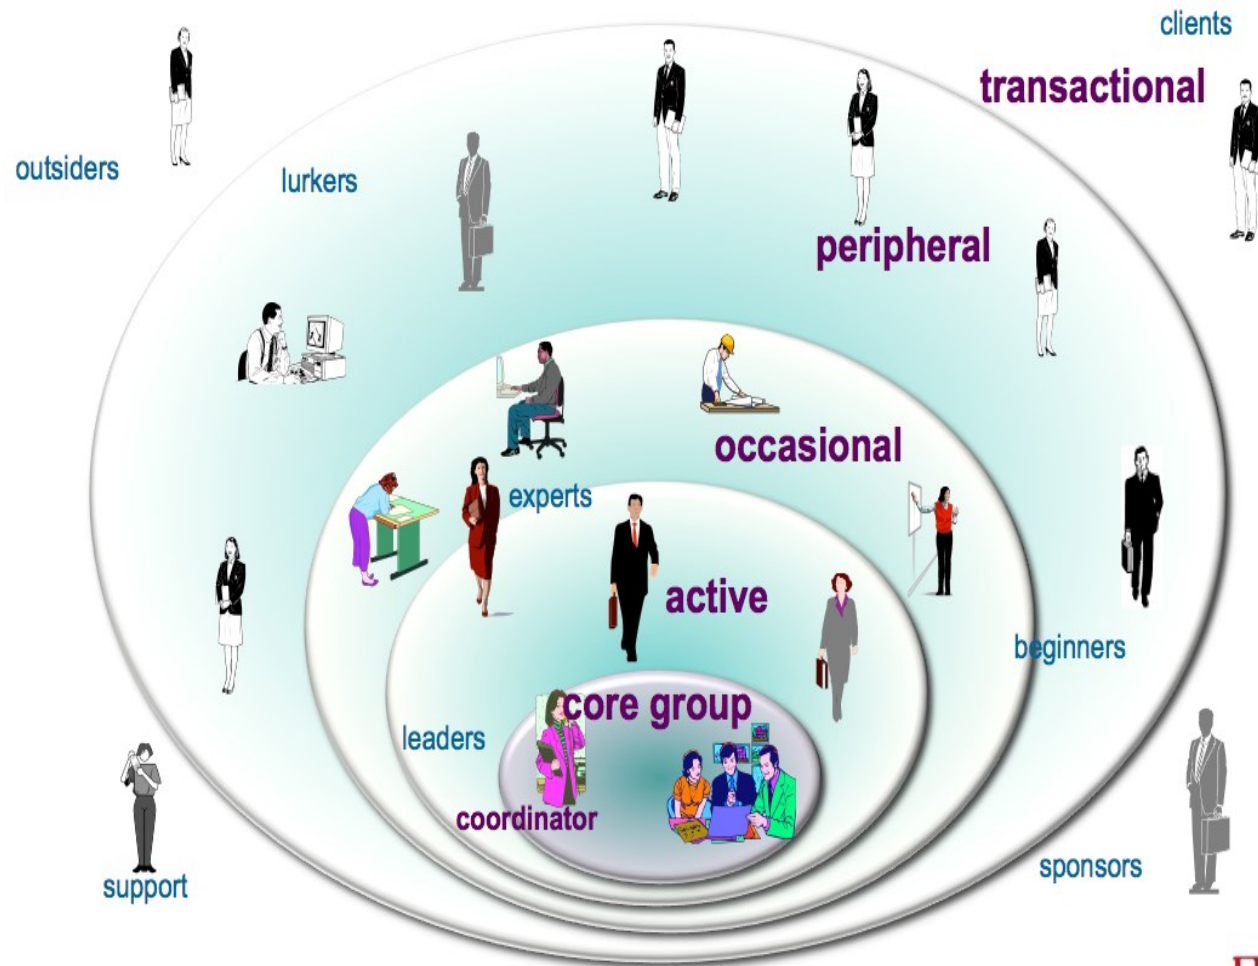 clients
transactional
outsiders
lurkers
peripheral
occasional
experts
active
beginners
core group
leaders
coordinator
sponsors
support